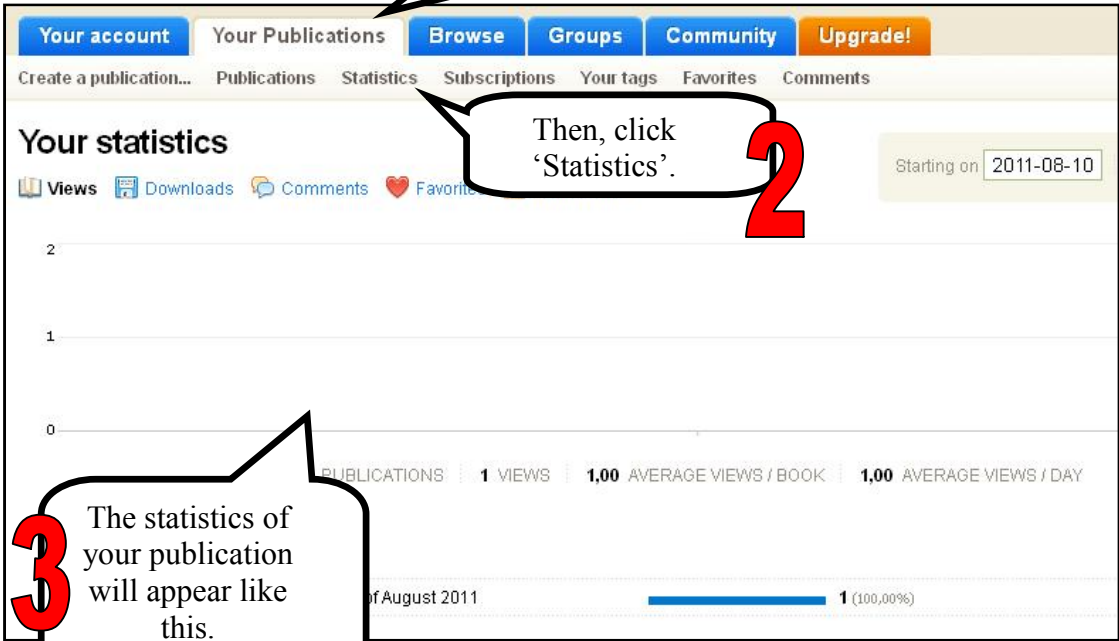 Your account Your Publications Browse Groups Community Upgrade!
Create a publication... Publications Statistics Subscriptions Your tags Favorites Comments
Your statistics
Then, click
‘Statistics’.
2
Starting on 2011-08-10
Views Downloads Comments
2
1
0
PUBLICATIONS 1 VIEWS 1,00 AVERAGE VIEWS / BOOK 1,00 AVERAGE VIEWS / DAY
3
The statistics of
your publication
will appear like
this.
of August 2011 1 (100,00%)